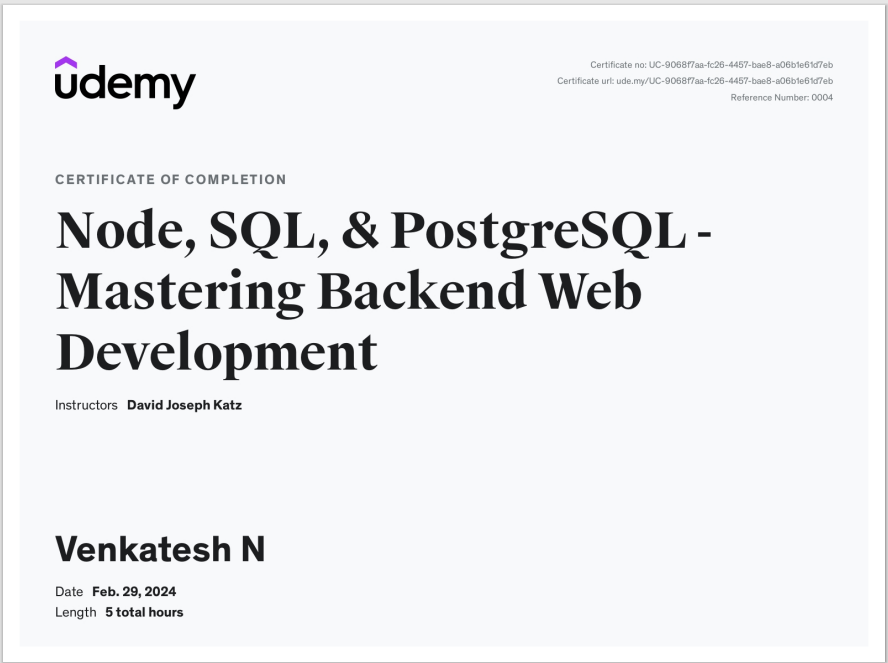 udemy
Certificate no: UC-9068f7aa-fc26-4457-bae8-a06b1e61d7eb
Certificate url: ude.my/UC-9068f7aa-fc26-4457-bae8-a06b1e61d7eb
Reference Number: 0004
CERTIFICATE OF COMPLETION
Node, SQL, & PostgreSQL -
Mastering Backend Web
Development
Instructors David Joseph Katz
Venkatesh N
Date Feb. 29, 2024
Length 5 total hours